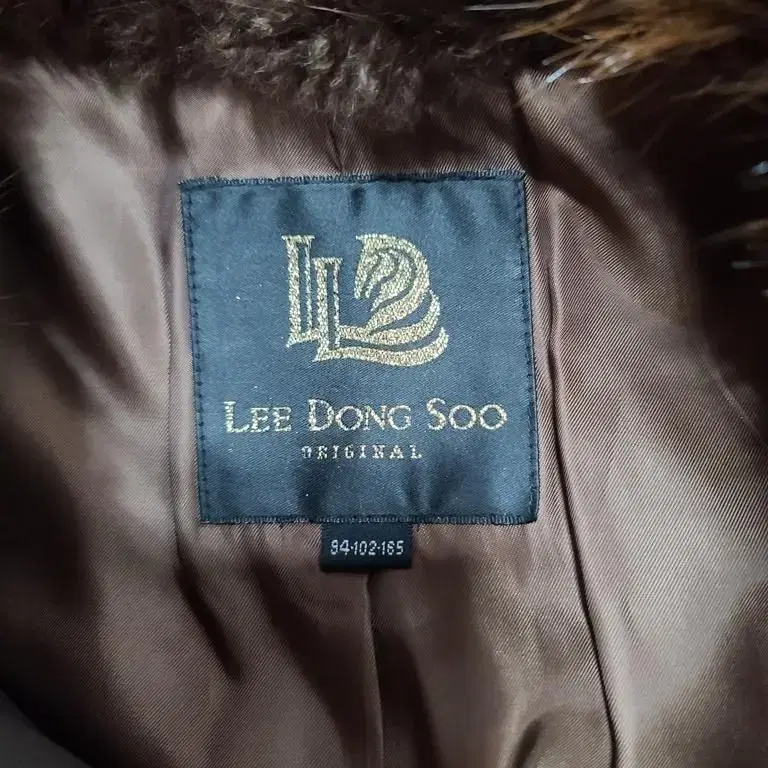 LEE DONG SOO
ORIGINAL
94·102·165